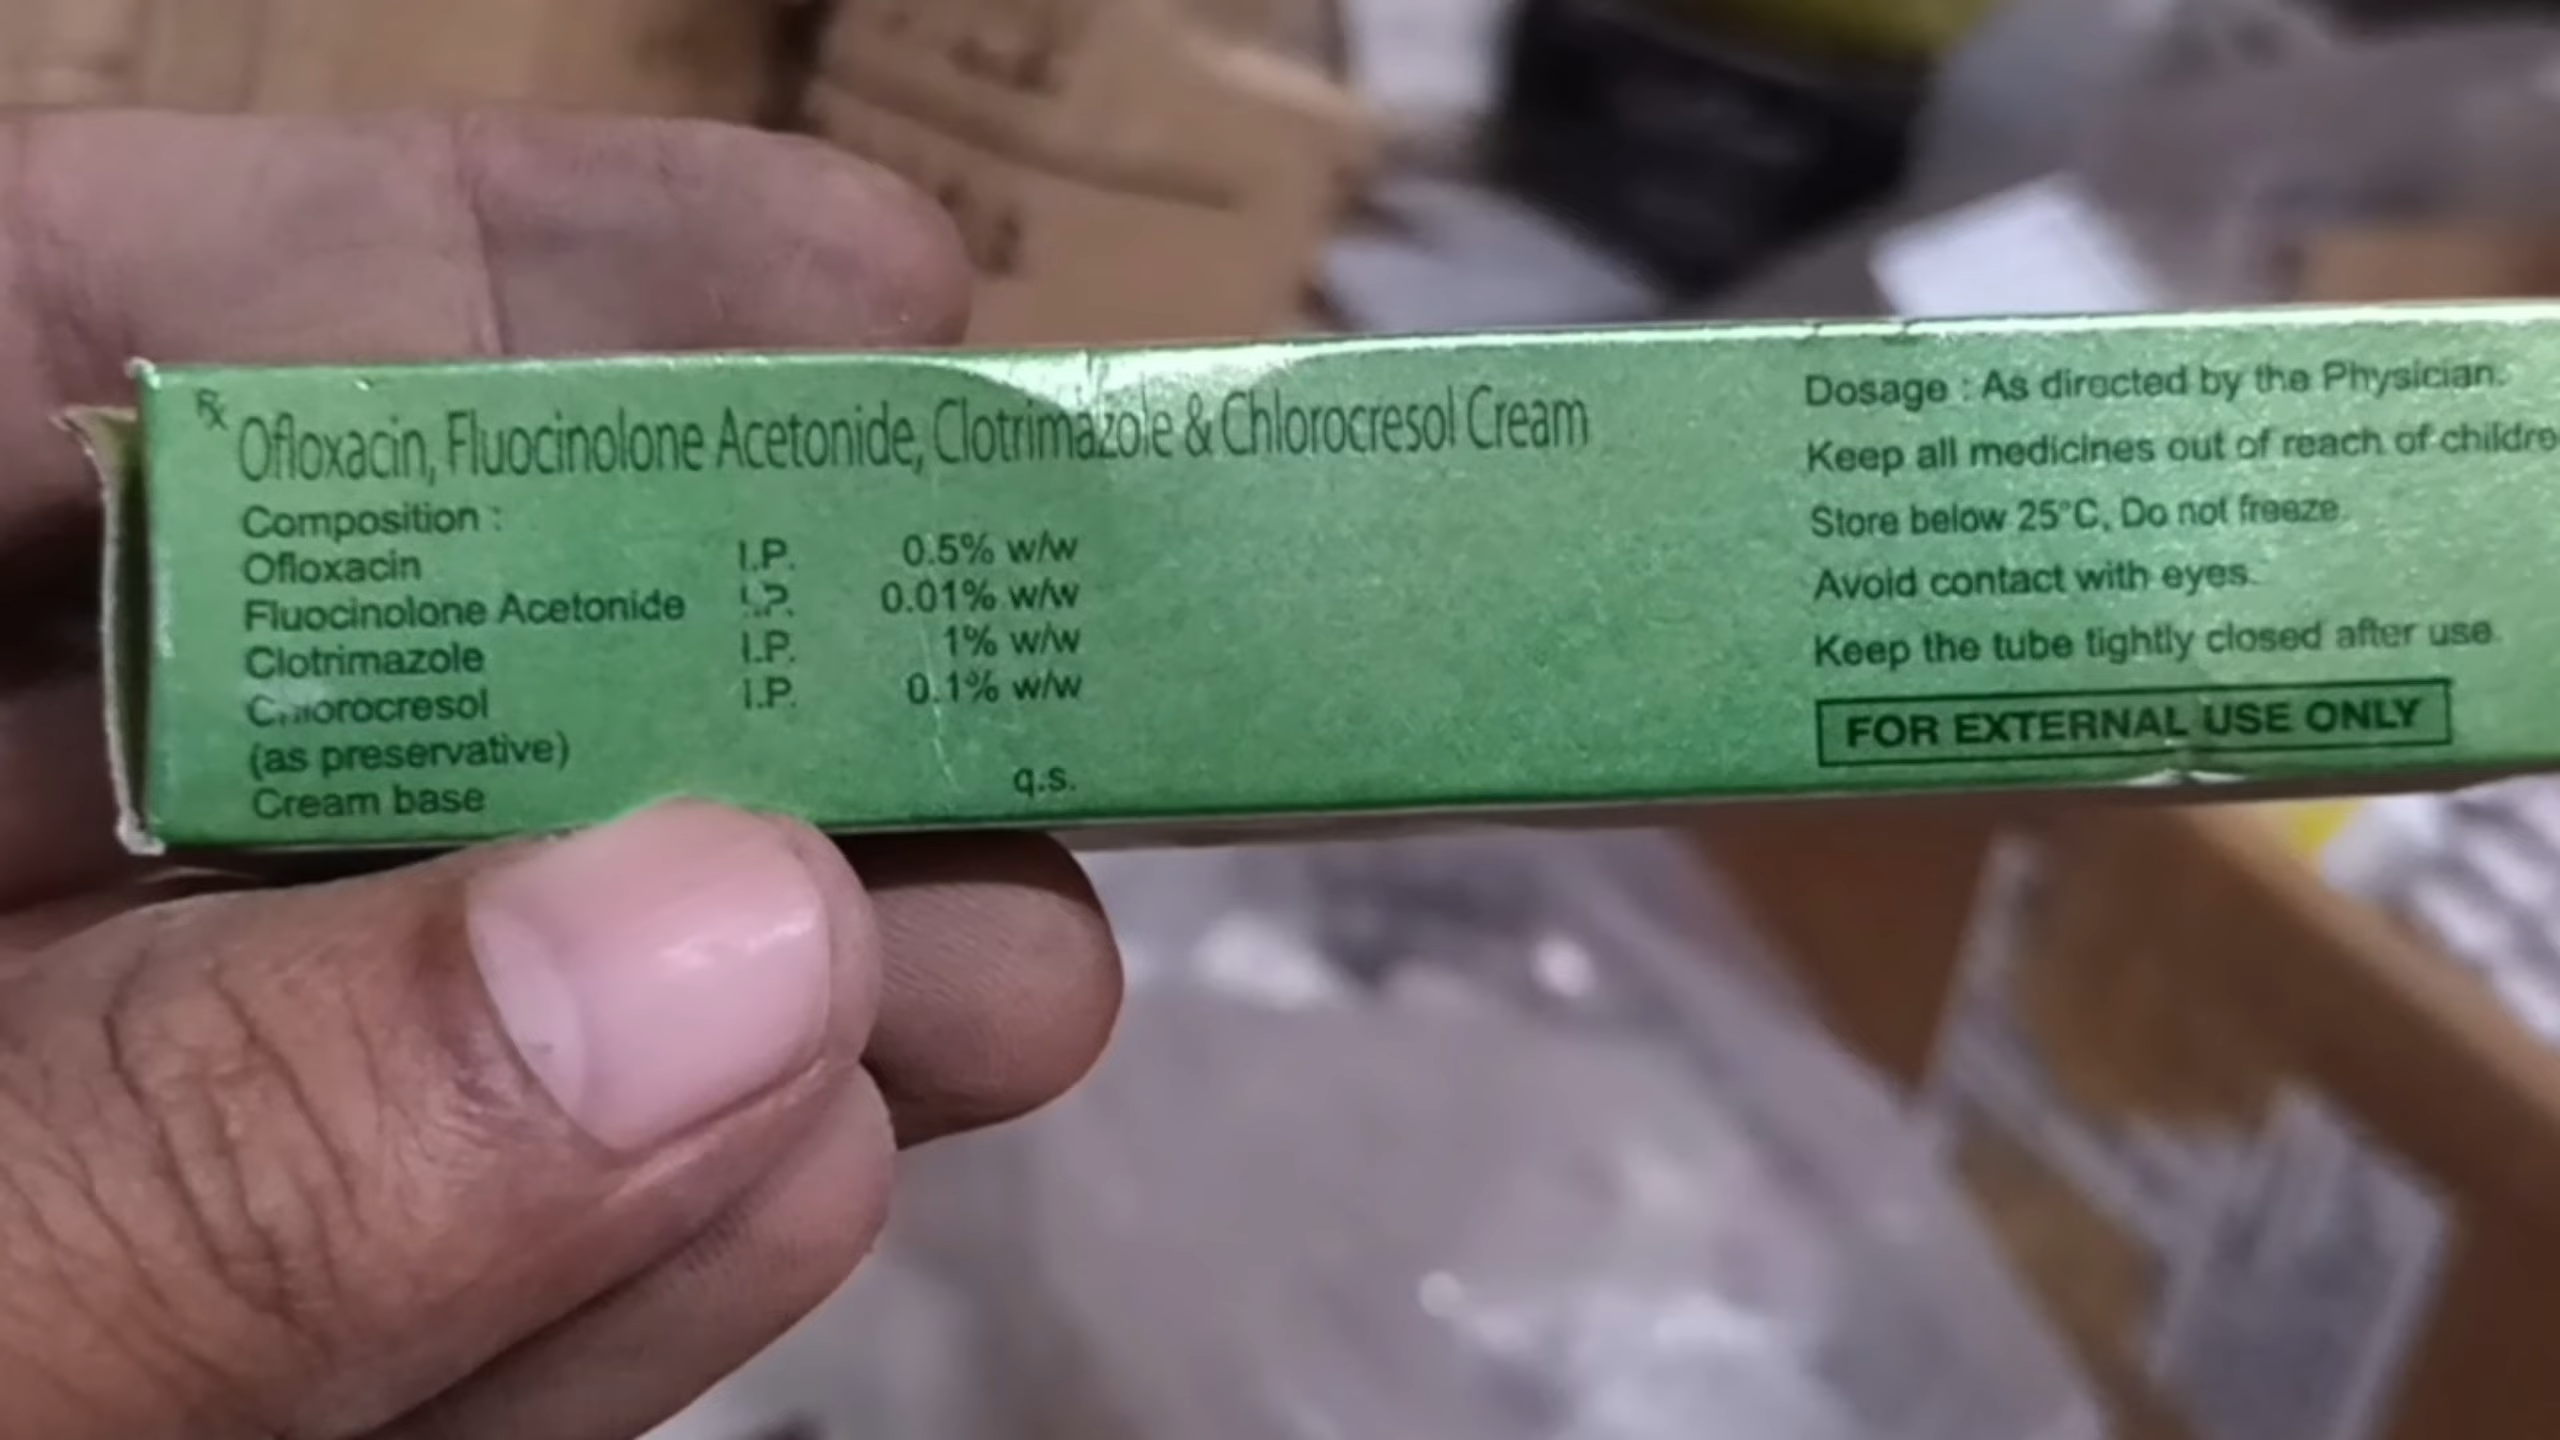 Rx Ofloxacin, Fluocinolone Acetonide, Clotrimazole & Chlorocresol Cream
Composition :
Ofloxacin I.P. 0.5% w/w
Fluocinolone Acetonide I.P. 0.01% w/w
Clotrimazole I.P. 1% w/w
Chlorocresol I.P. 0.1% w/w
(as preservative)
Cream base q.s.
Dosage : As directed by the Physician.
Keep all medicines out of reach of childre
Store below 25°C. Do not freeze.
Avoid contact with eyes.
Keep the tube tightly closed after use.
FOR EXTERNAL USE ONLY